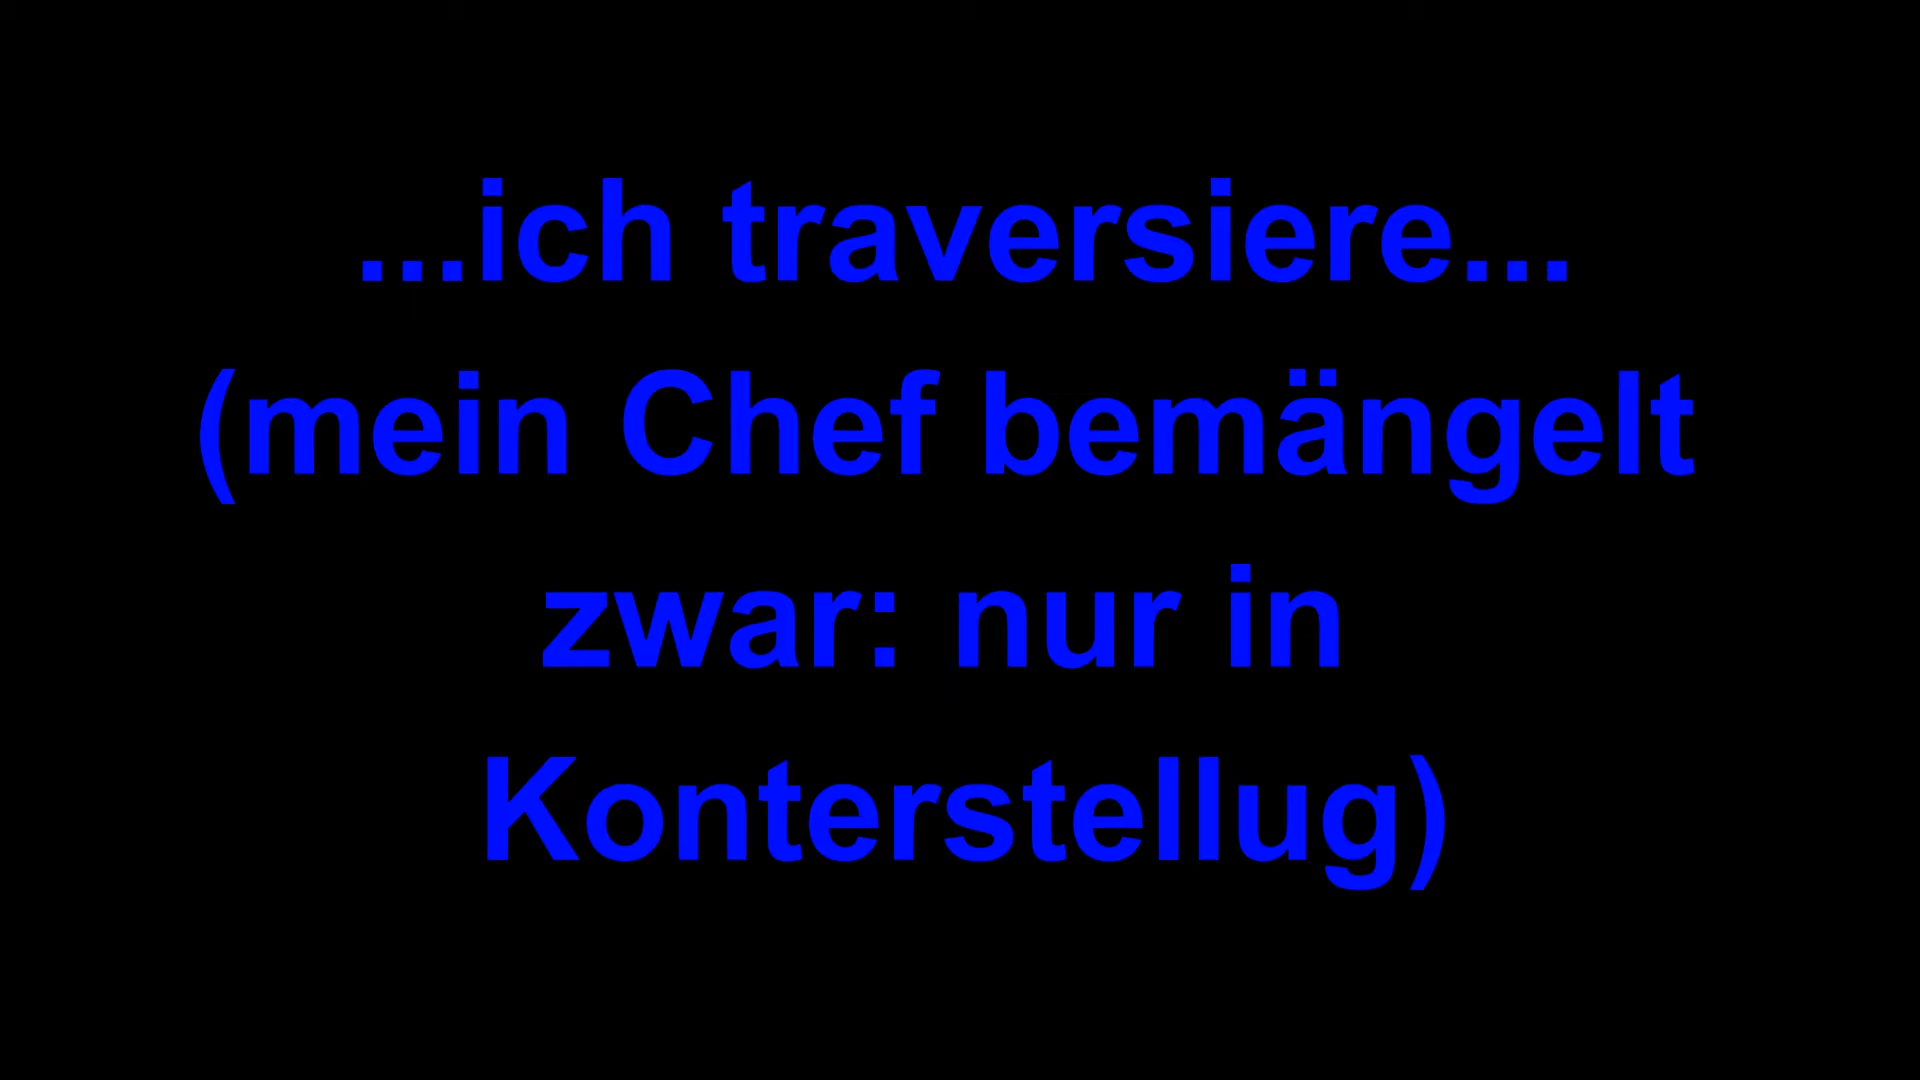 ...ich traversiere...
(mein Chef bemängelt
zwar: nur in
Konterstellug)